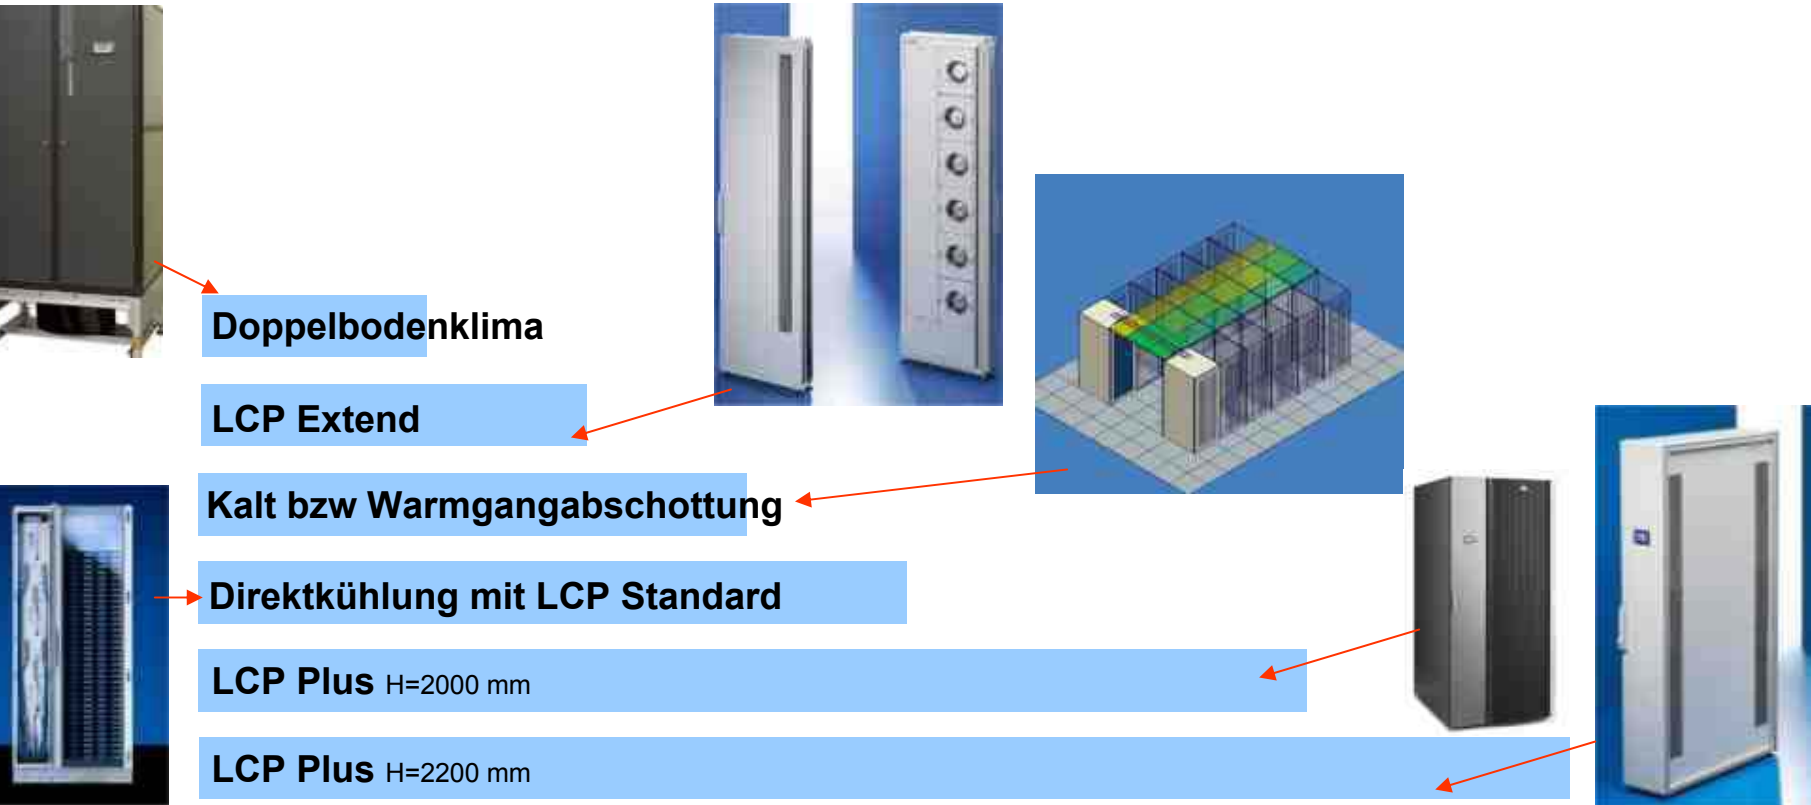 Doppelbodenklima
LCP Extend
Kalt bzw Warmgangabschottung
Direktkühlung mit LCP Standard
LCP Plus H=2000 mm
LCP Plus H=2200 mm